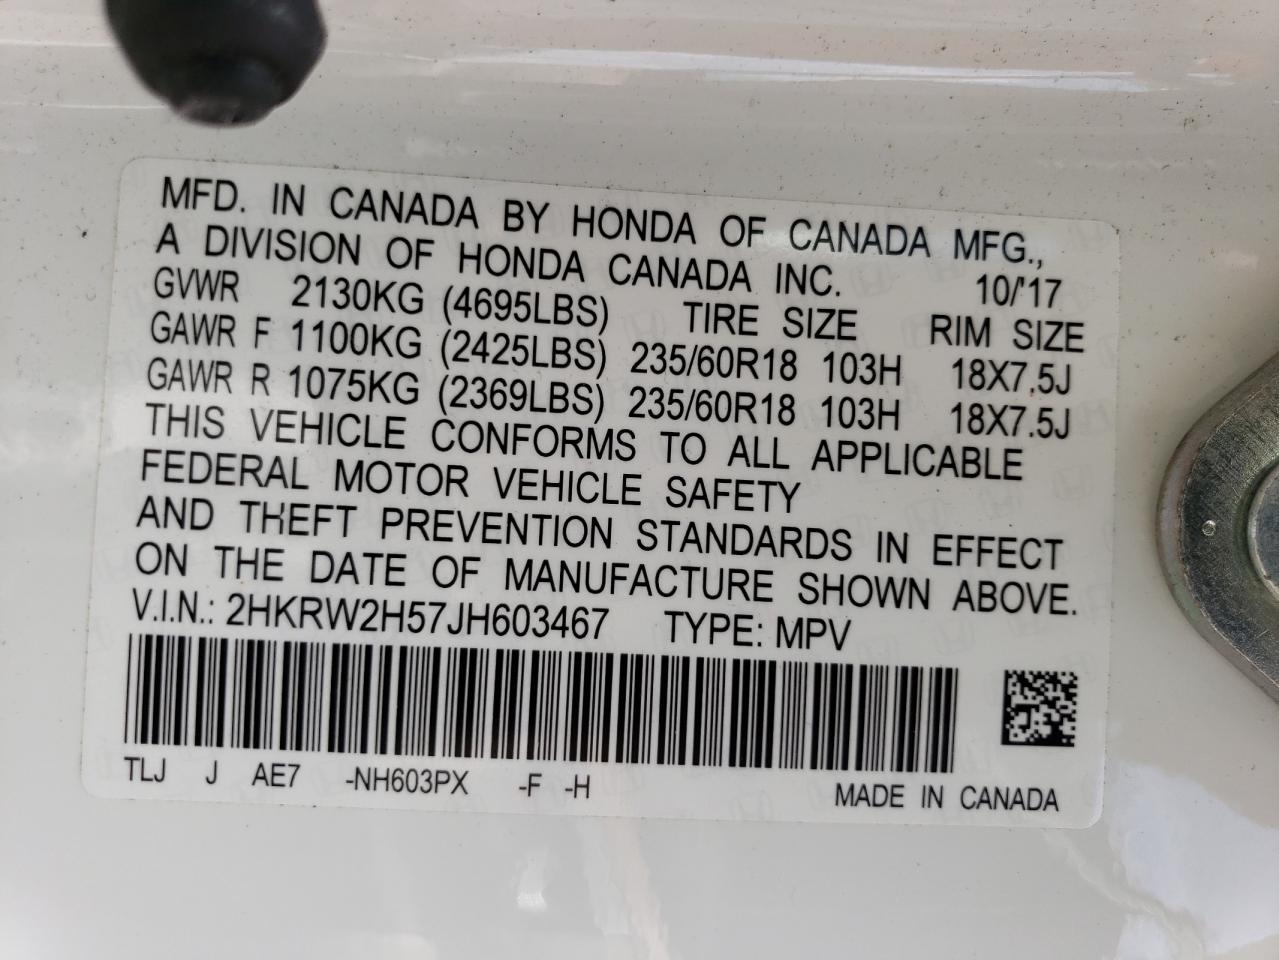 MFD. IN CANADA BY HONDA OF CANADA MFG.,
A DIVISION OF HONDA CANADA INC. 10/'17
GVWR 2130KG (4695LBS) TIRE SIZE RIM SIZE
GAWR F 1100KG (2425LBS) 235/60R18 103H 18X7.5J
GAWR R 1075KG (2369LBS) 235/60R18 103H 18X7.5J
THIS VEHICLE CONFORMS TO ALL APPLICABLE
FEDERAL MOTOR VEHICLE SAFETY
AND THEFT PREVENTION STANDARDS IN EFFECT
ON THE DATE OF MANUFACTURE SHOWN ABOVE.
V.I.N.: 2HKRW2H57JH603467 TYPE: MPV
TLJ J AE7 -NH603PX -F -H MADE IN CANADA